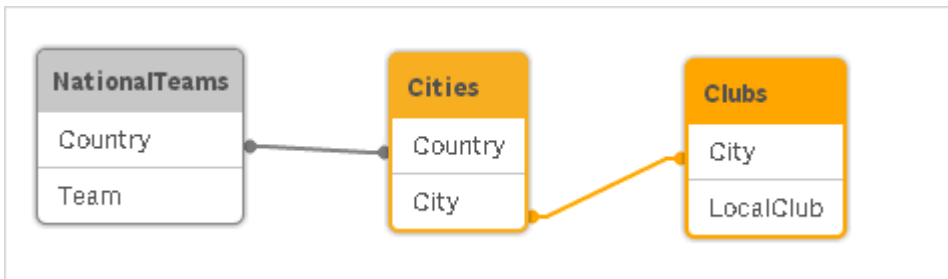 NationalTeams
Country
Team
Cities
Country
City
Clubs
City
LocalClub